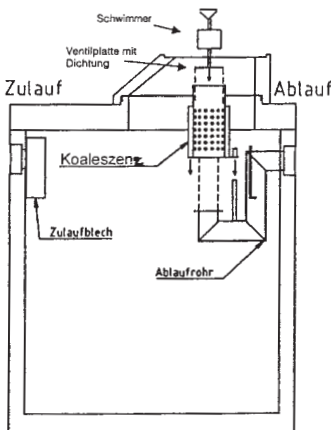 Schwimmer
Ventilplatte mit
Dichtung
Zulauf
Ablauf
Koaleszenz
Zulaufblech
Ablaufrohr